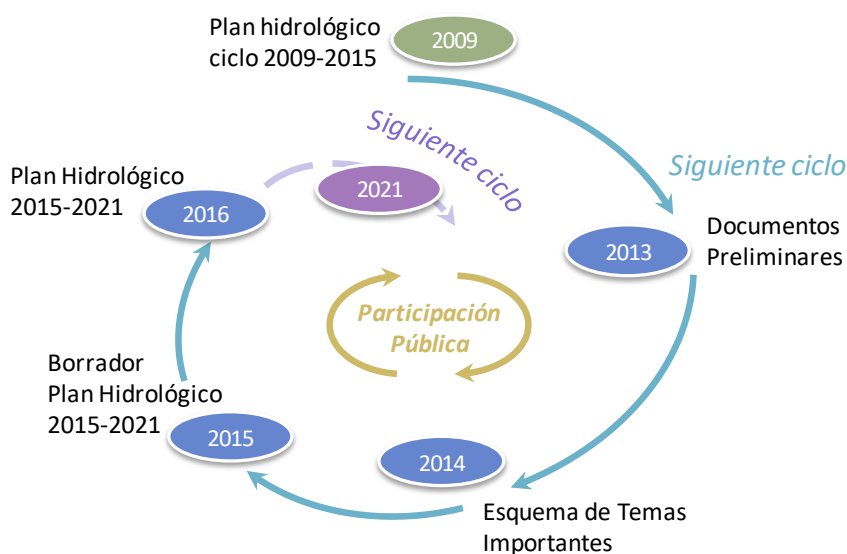 Plan hidrológico
ciclo 2009-2015
2009
Siguiente ciclo
Siguiente ciclo
Plan Hidrológico
2015-2021
2016
2021
2013
Documentos
Preliminares
Participación
Pública
Borrador
Plan Hidrológico
2015-2021
2015
2014
Esquema de Temas
Importantes